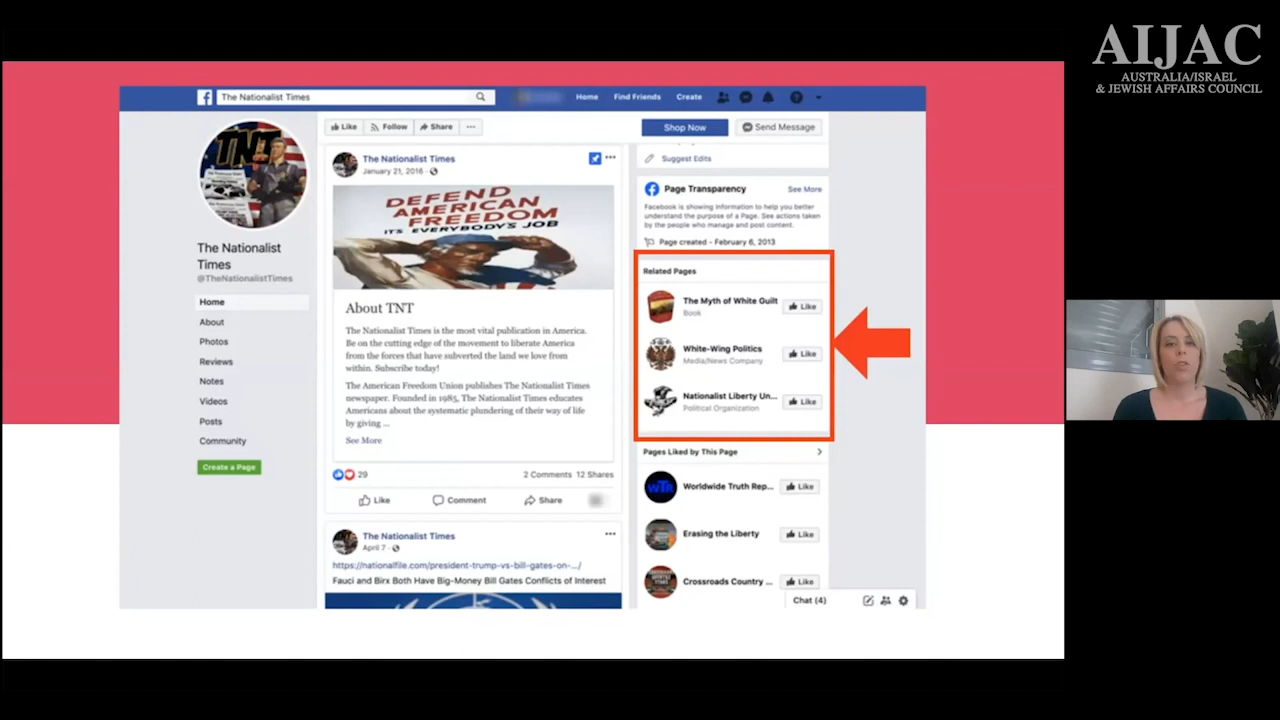 AIJAC
AUSTRALIA/ISRAEL
& JEWISH AFFAIRS COUNCIL
The Nationalist Times
Home
Find Friends
Create
TNT
The Nationalist
Times
@TheNationalistTimes
Home
About
Photos
Reviews
Notes
Videos
Posts
Community
Create a Page
Like
Follow
Share
Shop Now
Send Message
The Nationalist Times
January 21, 2016
DEFEND
AMERICAN
FREEDOM
IT'S EVERYBODY'S JOB
About TNT
The Nationalist Times is the most vital publication in America.
Be on the cutting edge of the movement to liberate America
from the forces that have subverted the land we love from
within. Subscribe today!
The American Freedom Union publishes The Nationalist Times
newspaper. Founded in 1985, The Nationalist Times educates
Americans about the systematic plundering of their way of life
by giving ...
See More
29
2 Comments 12 Shares
Like
Comment
Share
The Nationalist Times
April 7
https://nationalfile.com/president-trump-vs-bill-gates-on-.../
Fauci and Birx Both Have Big-Money Bill Gates Conflicts of Interest
Suggest Edits
Page Transparency
See More
Facebook is showing information to help you better
understand the purpose of a Page. See actions taken
by the people who manage and post content.
Page created - February 6, 2013
Related Pages
The Myth of White Guilt
Book
Like
White-Wing Politics
Media/News Company
Like
Nationalist Liberty Un...
Political Organization
Like
Pages Liked by This Page
WTR
Worldwide Truth Rep...
Like
Erasing the Liberty
Like
Crossroads Country ...
Like
Chat (4)